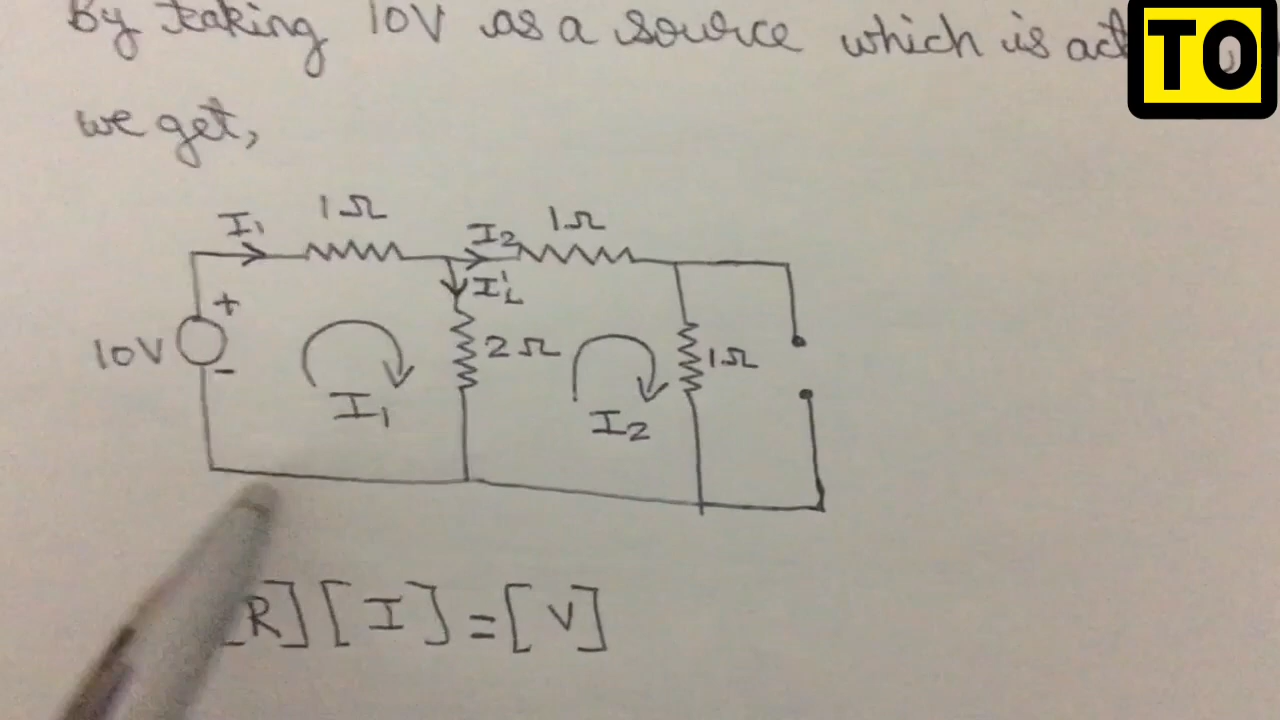 By taking 10V as a source which is act
TO
we get,
I1 1Ω I2 1Ω
I'L
+
10V 2Ω 1Ω
-
I1 I2
[R][I]=[V]